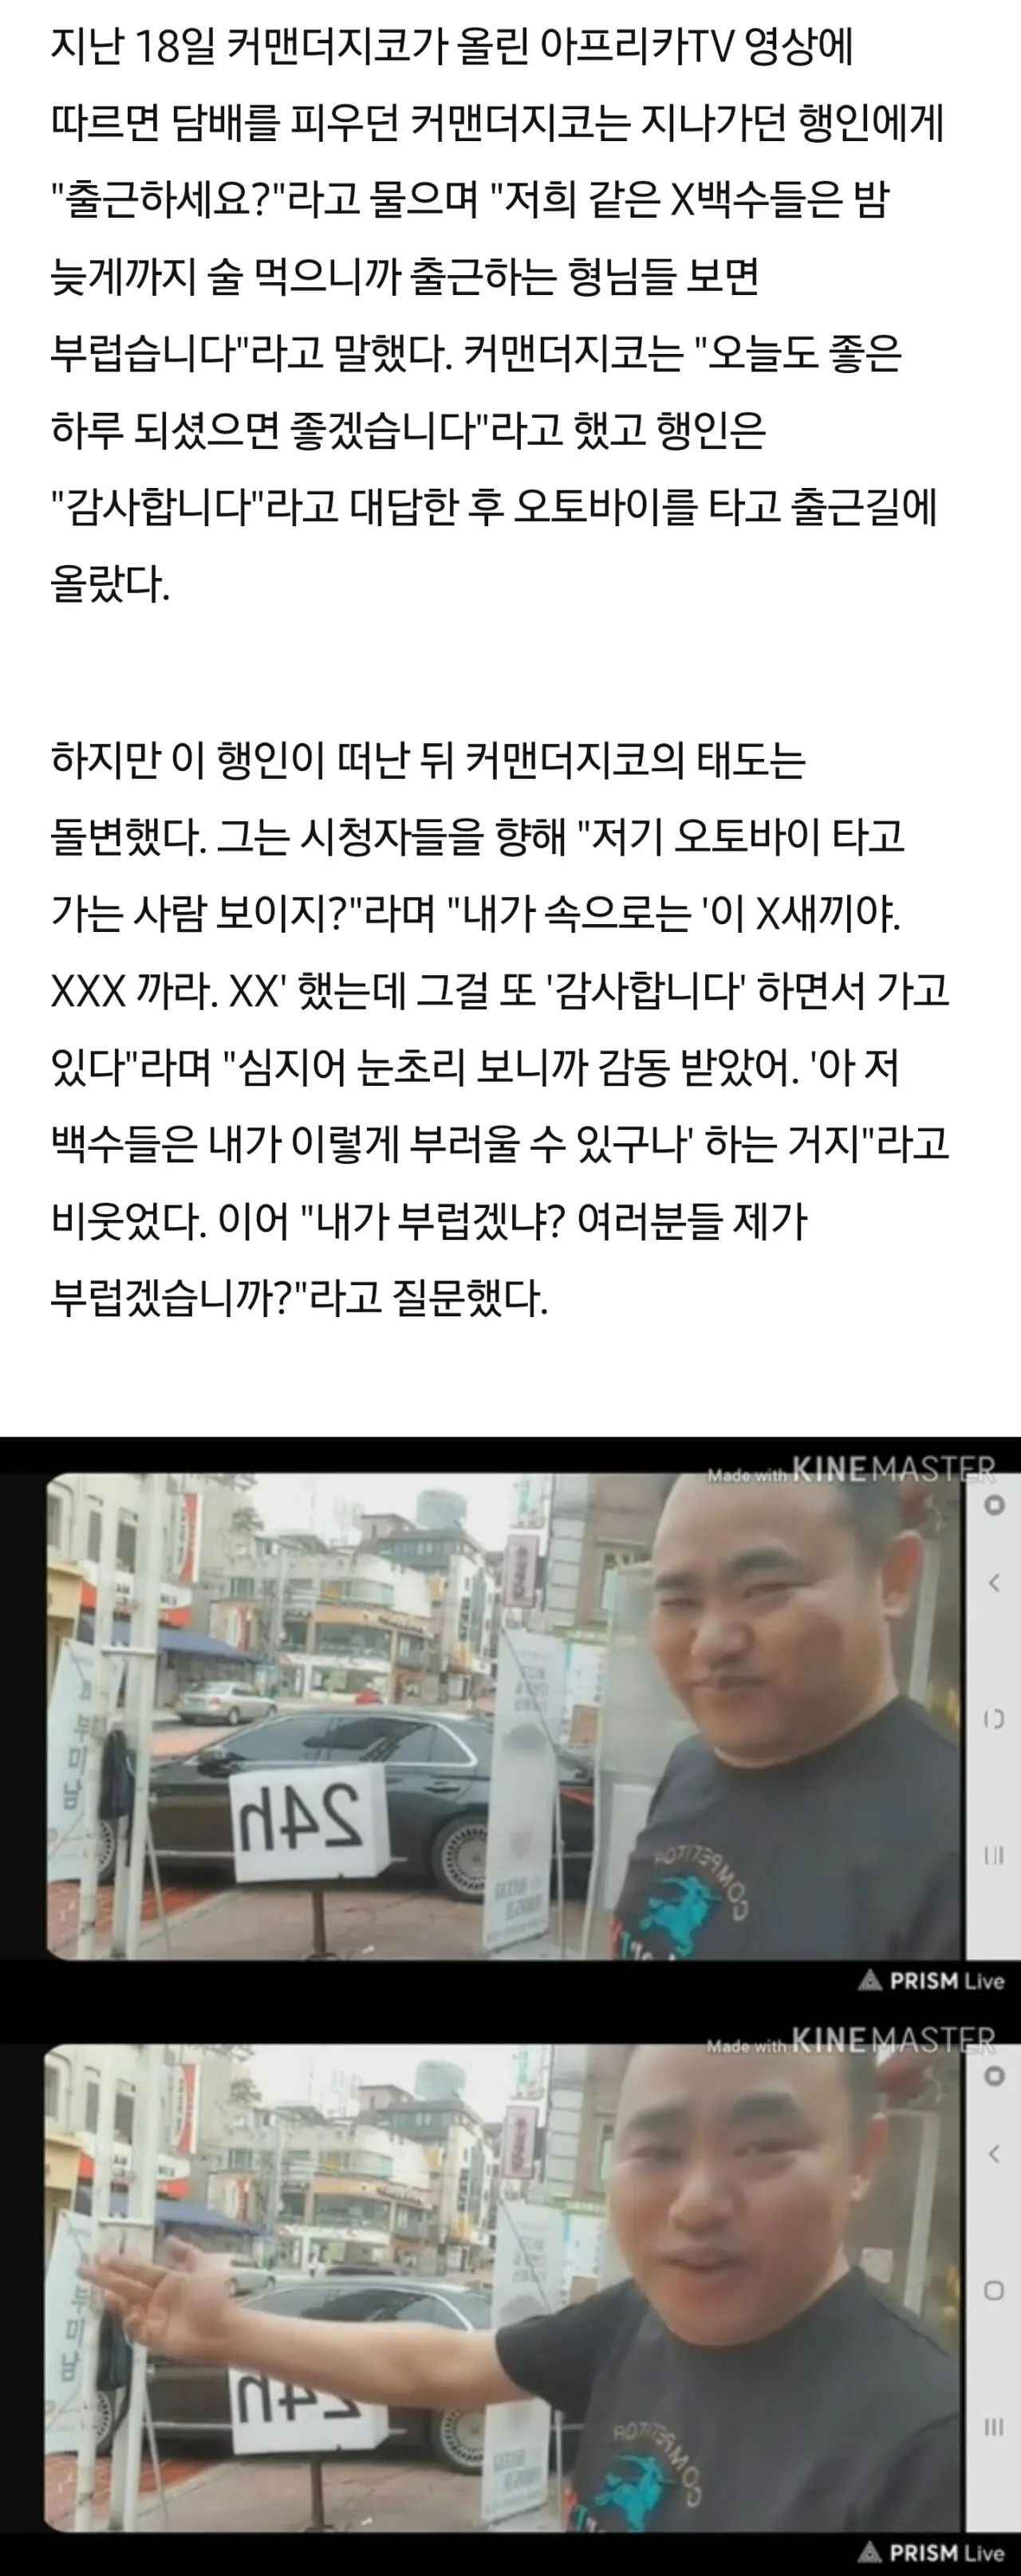 지난 18일 커맨더지코가 올린 아프리카TV 영상에
따르면 담배를 피우던 커맨더지코는 지나가던 행인에게
"출근하세요?"라고 물으며 "저희 같은 X백수들은 밤
늦게까지 술 먹으니까 출근하는 형님들 보면
부럽습니다"라고 말했다. 커맨더지코는 "오늘도 좋은
하루 되셨으면 좋겠습니다"라고 했고 행인은
"감사합니다"라고 대답한 후 오토바이를 타고 출근길에
올랐다.
하지만 이 행인이 떠난 뒤 커맨더지코의 태도는
돌변했다. 그는 시청자들을 향해 "저기 오토바이 타고
가는 사람 보이지?"라며 "내가 속으로는 '이 X새끼야.
XXX 까라. XX' 했는데 그걸 또 '감사합니다' 하면서 가고
있다"라며 "심지어 눈초리 보니까 감동 받았어. '아 저
백수들은 내가 이렇게 부러울 수 있구나' 하는 거지"라고
비웃었다. 이어 "내가 부럽겠냐? 여러분들 제가
부럽겠습니까?"라고 질문했다.
Made with KINEMASTER
24h
COMPETITOR
PRISM Live
Made with KINEMASTER
24h
COMPETITOR
PRISM Live